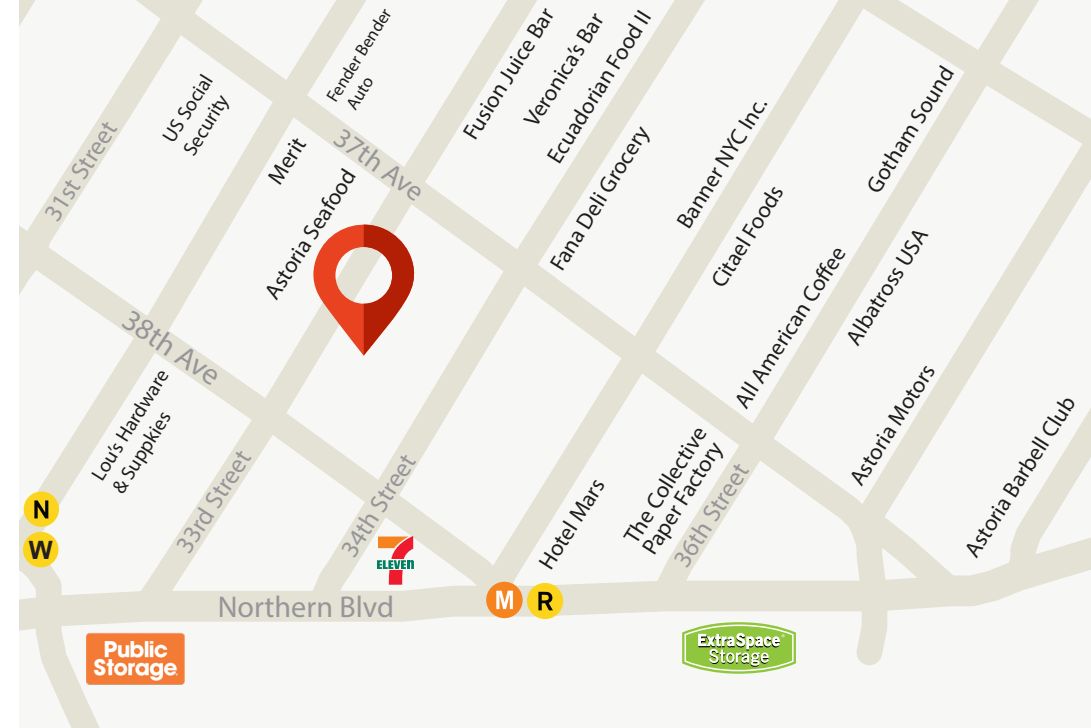 Fender Bender
Auto
Fusion Juice Bar
Veronica's Bar
Ecuadorian Food II
US Social
Security
31st Street
Merit
37th Ave
Astoria Seafood
Fana Deli Grocery
Banner NYC Inc.
Gotham Sound
Citael Foods
All American Coffee
Albatross USA
38th Ave
Lou's Hardware
& Suppkies
33rd Street
34th Street
Hotel Mars
The Collective
Paper Factory
36th Street
Astoria Motors
Astoria Barbell Club
N
W
7
ELEVEN
Northern Blvd
M
R
Public
Storage
ExtraSpace
Storage